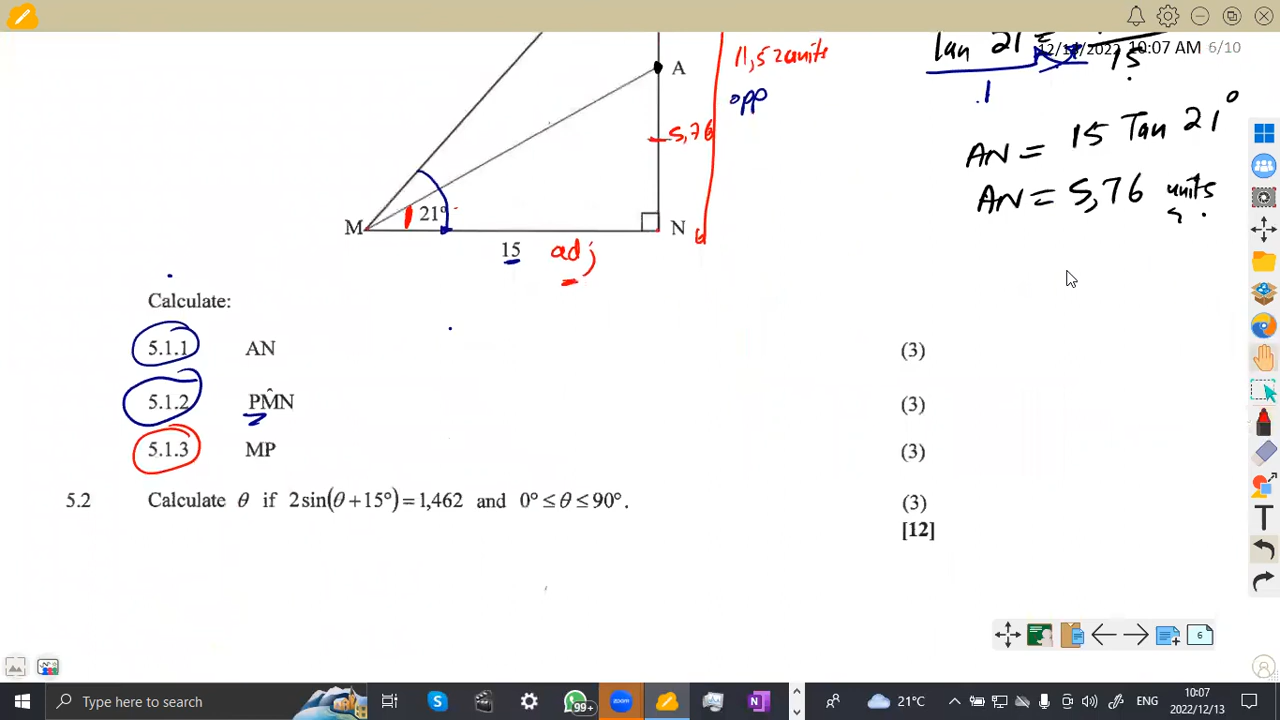 Tan 21 =
15
1
12/13/2022 10:07 AM 6/10
11,52units
A
opp
5,76
AN = 15 Tan 21°
AN = 5,76 units
21°
M
N
15 adj
Calculate:
5.1.1 AN (3)
5.1.2 PM̂N (3)
5.1.3 MP (3)
5.2 Calculate θ if 2sin(θ+15°)=1,462 and 0° ≤ θ ≤ 90°. (3)
[12]
6
Type here to search
99+
zoom
N
21°C
ENG
10:07
2022/12/13